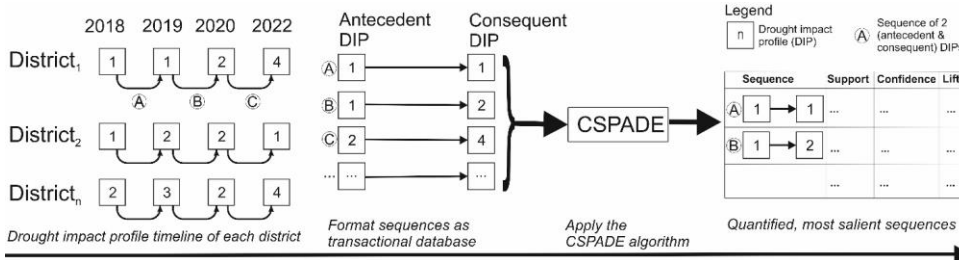 2018 2019 2020 2022
District1 1 1 2 4
A B C
District2 1 2 2 1
Districtn 2 3 2 4
Drought impact profile timeline of each district
Antecedent Consequent
DIP DIP
A 1 1
B 1 2
C 2 4
... ... ...
Format sequences as
transactional database
CSPADE
Apply the
CSPADE algorithm
Legend
n Drought impact
profile (DIP)
A Sequence of 2
(antecedent &
consequent) DIPs
Sequence Support Confidence Lift
A 1 1 ... ... ...
B 1 2 ... ... ...
... ... ...
Quantified, most salient sequences